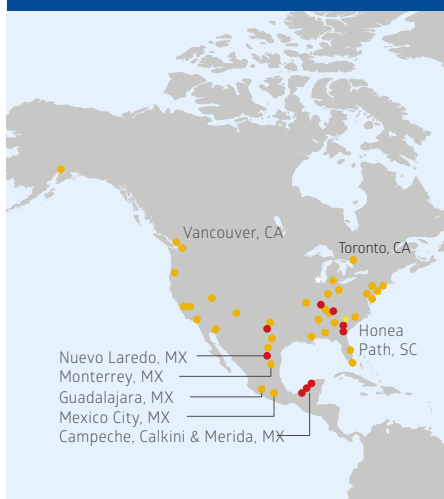 Vancouver, CA
Toronto, CA
Honea
Path, SC
Nuevo Laredo, MX
Monterrey, MX
Guadalajara, MX
Mexico City, MX
Campeche, Calkini & Merida, MX